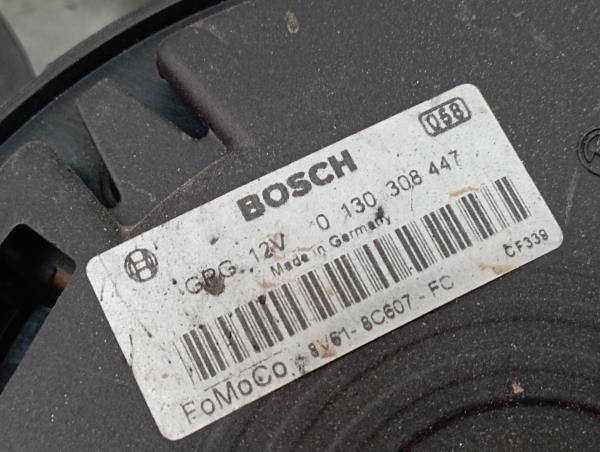 058
BOSCH
GPG 12V 0 130 308 447
Made in Germany
CF339
8V61-8C607-FC
FoMoCo.